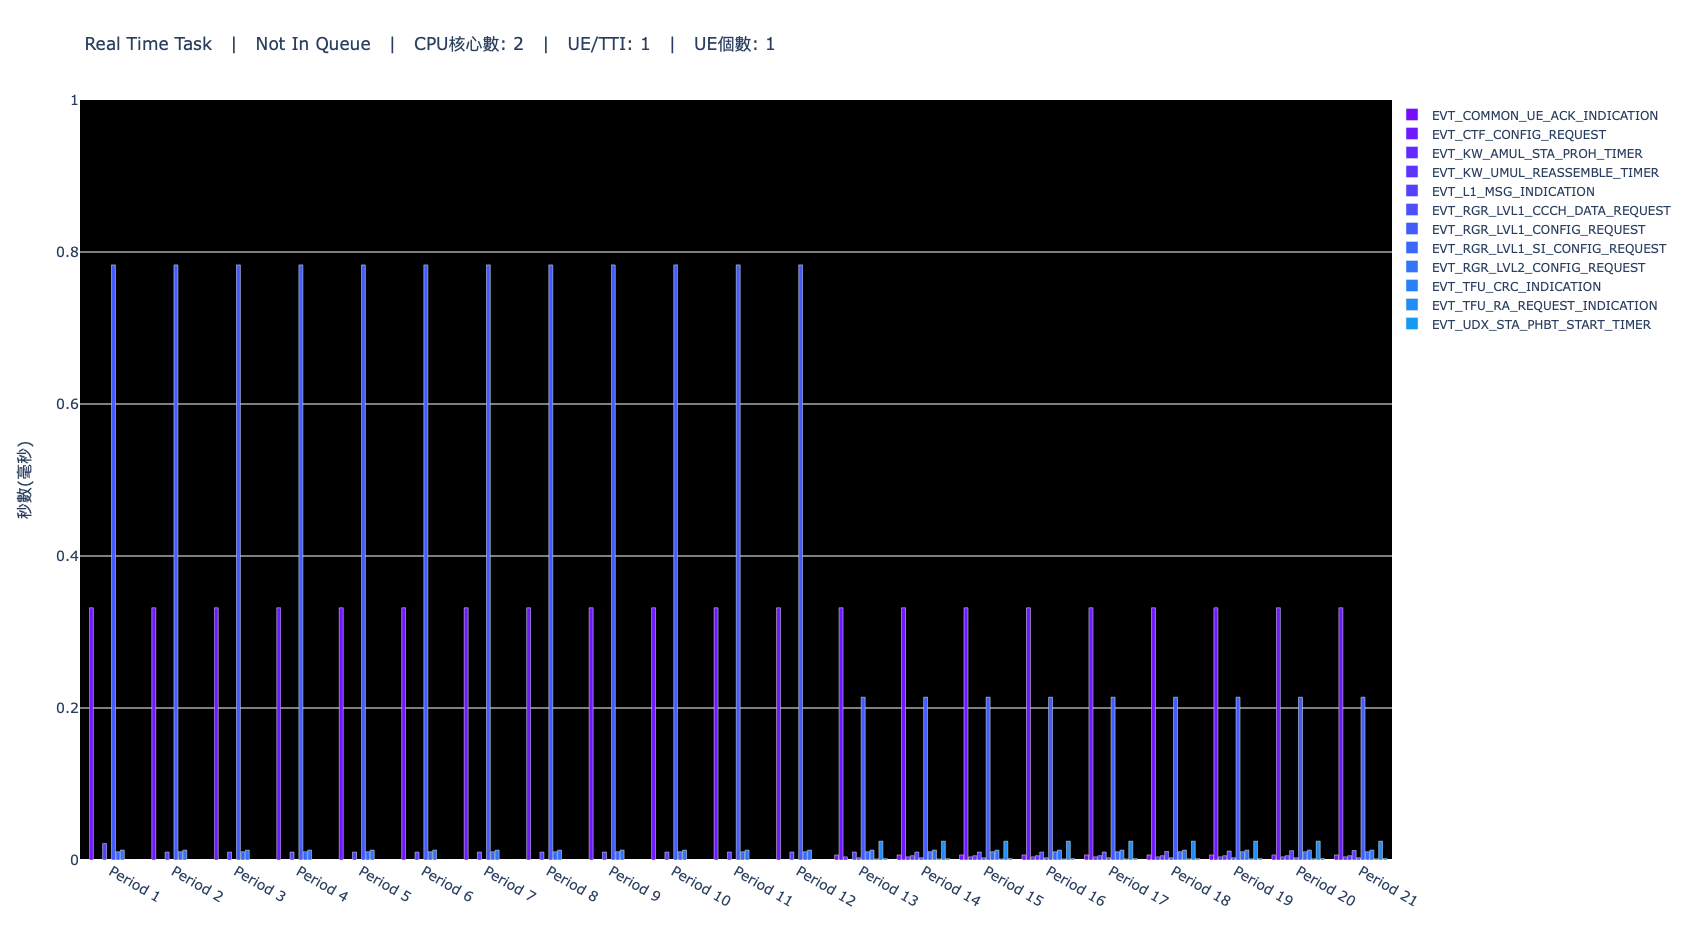 Real Time Task | Not In Queue | CPU核心數: 2 | UE/TTI: 1 | UE個數: 1
1
0.8
0.6
0.4
0.2
0
秒數(毫秒)
Period 1
Period 2
Period 3
Period 4
Period 5
Period 6
Period 7
Period 8
Period 9
Period 10
Period 11
Period 12
Period 13
Period 14
Period 15
Period 16
Period 17
Period 18
Period 19
Period 20
Period 21
EVT_COMMON_UE_ACK_INDICATION
EVT_CTF_CONFIG_REQUEST
EVT_KW_AMUL_STA_PROH_TIMER
EVT_KW_UMUL_REASSEMBLE_TIMER
EVT_L1_MSG_INDICATION
EVT_RGR_LVL1_CCCH_DATA_REQUEST
EVT_RGR_LVL1_CONFIG_REQUEST
EVT_RGR_LVL1_SI_CONFIG_REQUEST
EVT_RGR_LVL2_CONFIG_REQUEST
EVT_TFU_CRC_INDICATION
EVT_TFU_RA_REQUEST_INDICATION
EVT_UDX_STA_PHBT_START_TIMER